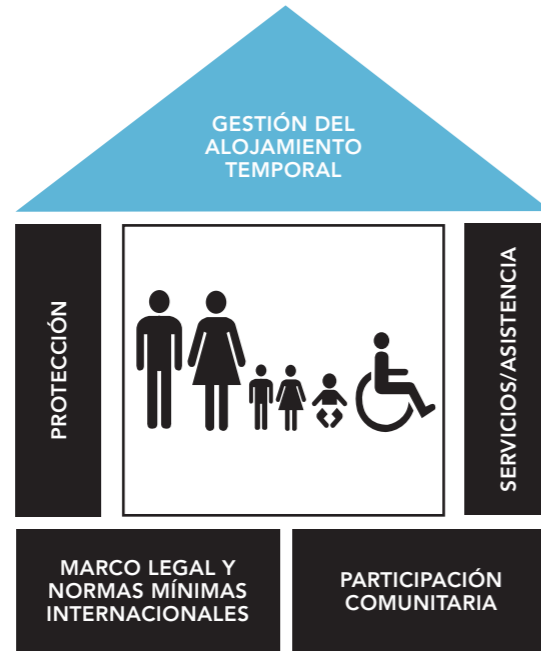 GESTIÓN DEL
ALOJAMIENTO
TEMPORAL
PROTECCIÓN
SERVICIOS/ASISTENCIA
MARCO LEGAL Y
NORMAS MÍNIMAS
INTERNACIONALES
PARTICIPACIÓN
COMUNITARIA